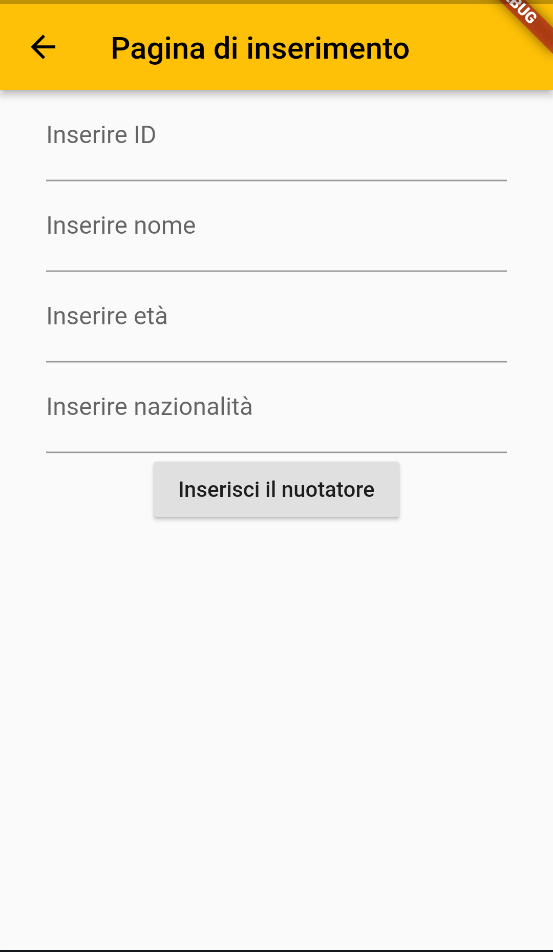 Pagina di inserimento
Inserire ID
Inserire nome
Inserire età
Inserire nazionalità
Inserisci il nuotatore